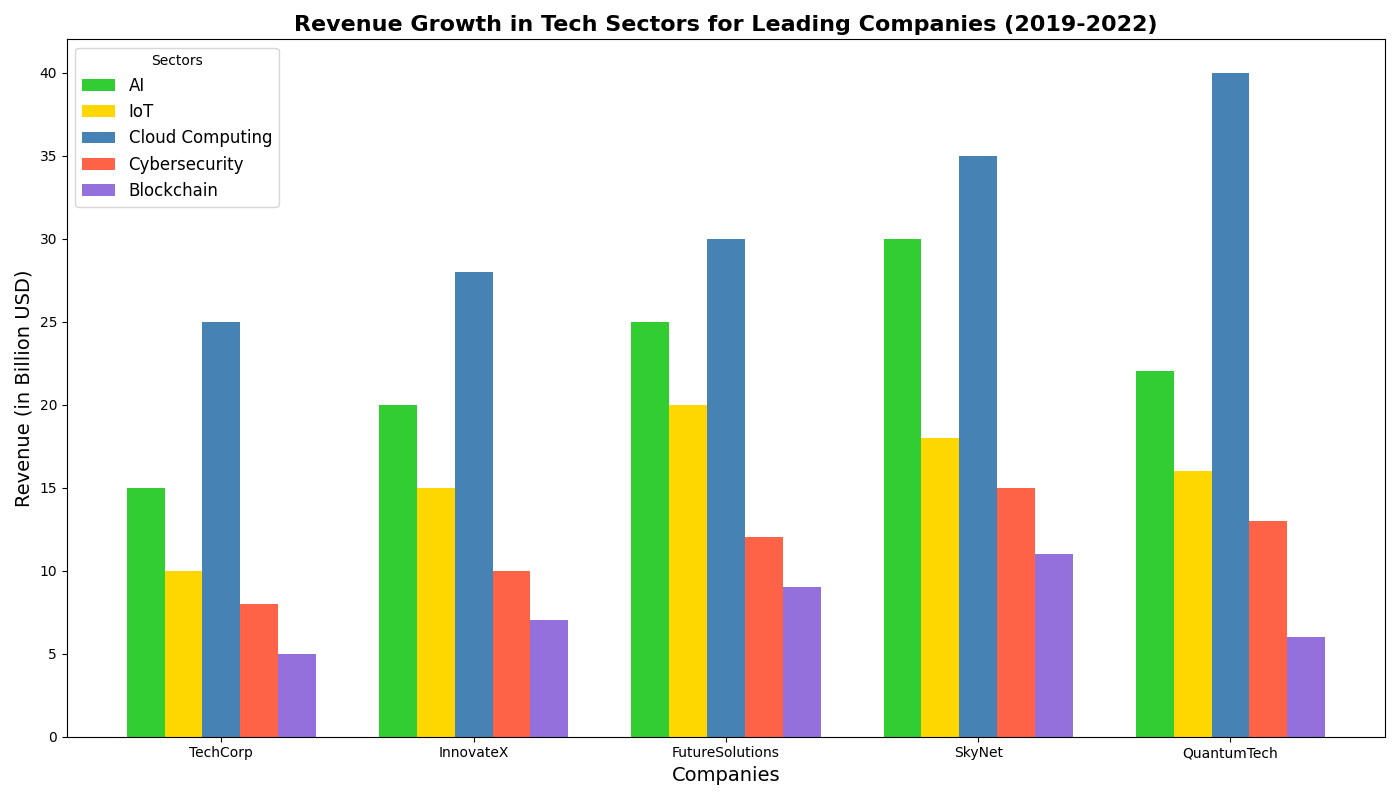 Revenue Growth in Tech Sectors for Leading Companies (2019-2022)
Sectors
AI
IoT
Cloud Computing
Cybersecurity
Blockchain
Revenue (in Billion USD)
40
35
30
25
20
15
10
5
0
TechCorp InnovateX FutureSolutions SkyNet QuantumTech
Companies